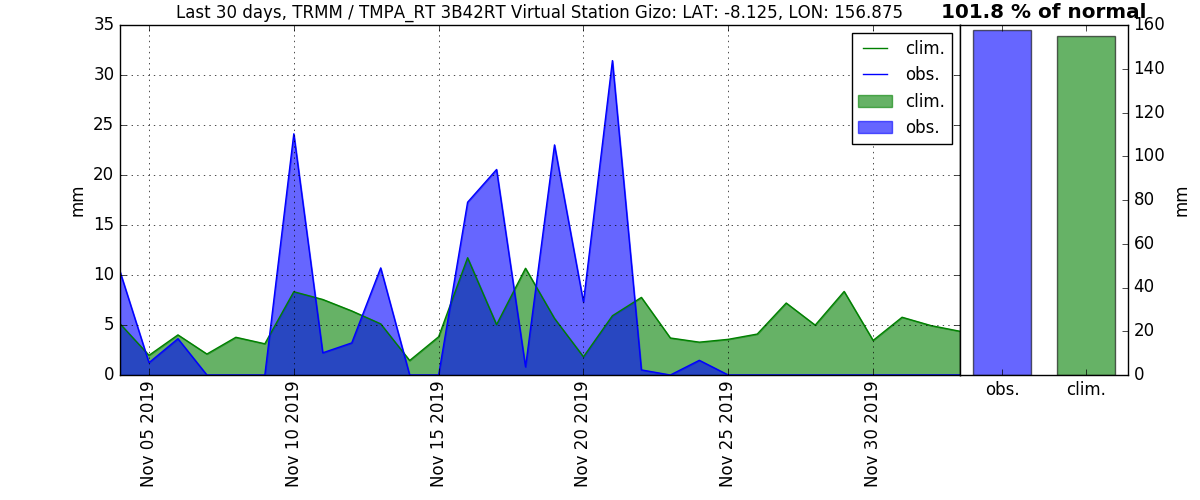 Last 30 days, TRMM / TMPA_RT 3B42RT Virtual Station Gizo: LAT: -8.125, LON: 156.875
101.8 % of normal
35
30
25
20
15
10
5
0
mm
clim.
obs.
clim.
obs.
Nov 05 2019
Nov 10 2019
Nov 15 2019
Nov 20 2019
Nov 25 2019
Nov 30 2019
160
140
120
100
80
60
40
20
0
mm
obs.
clim.